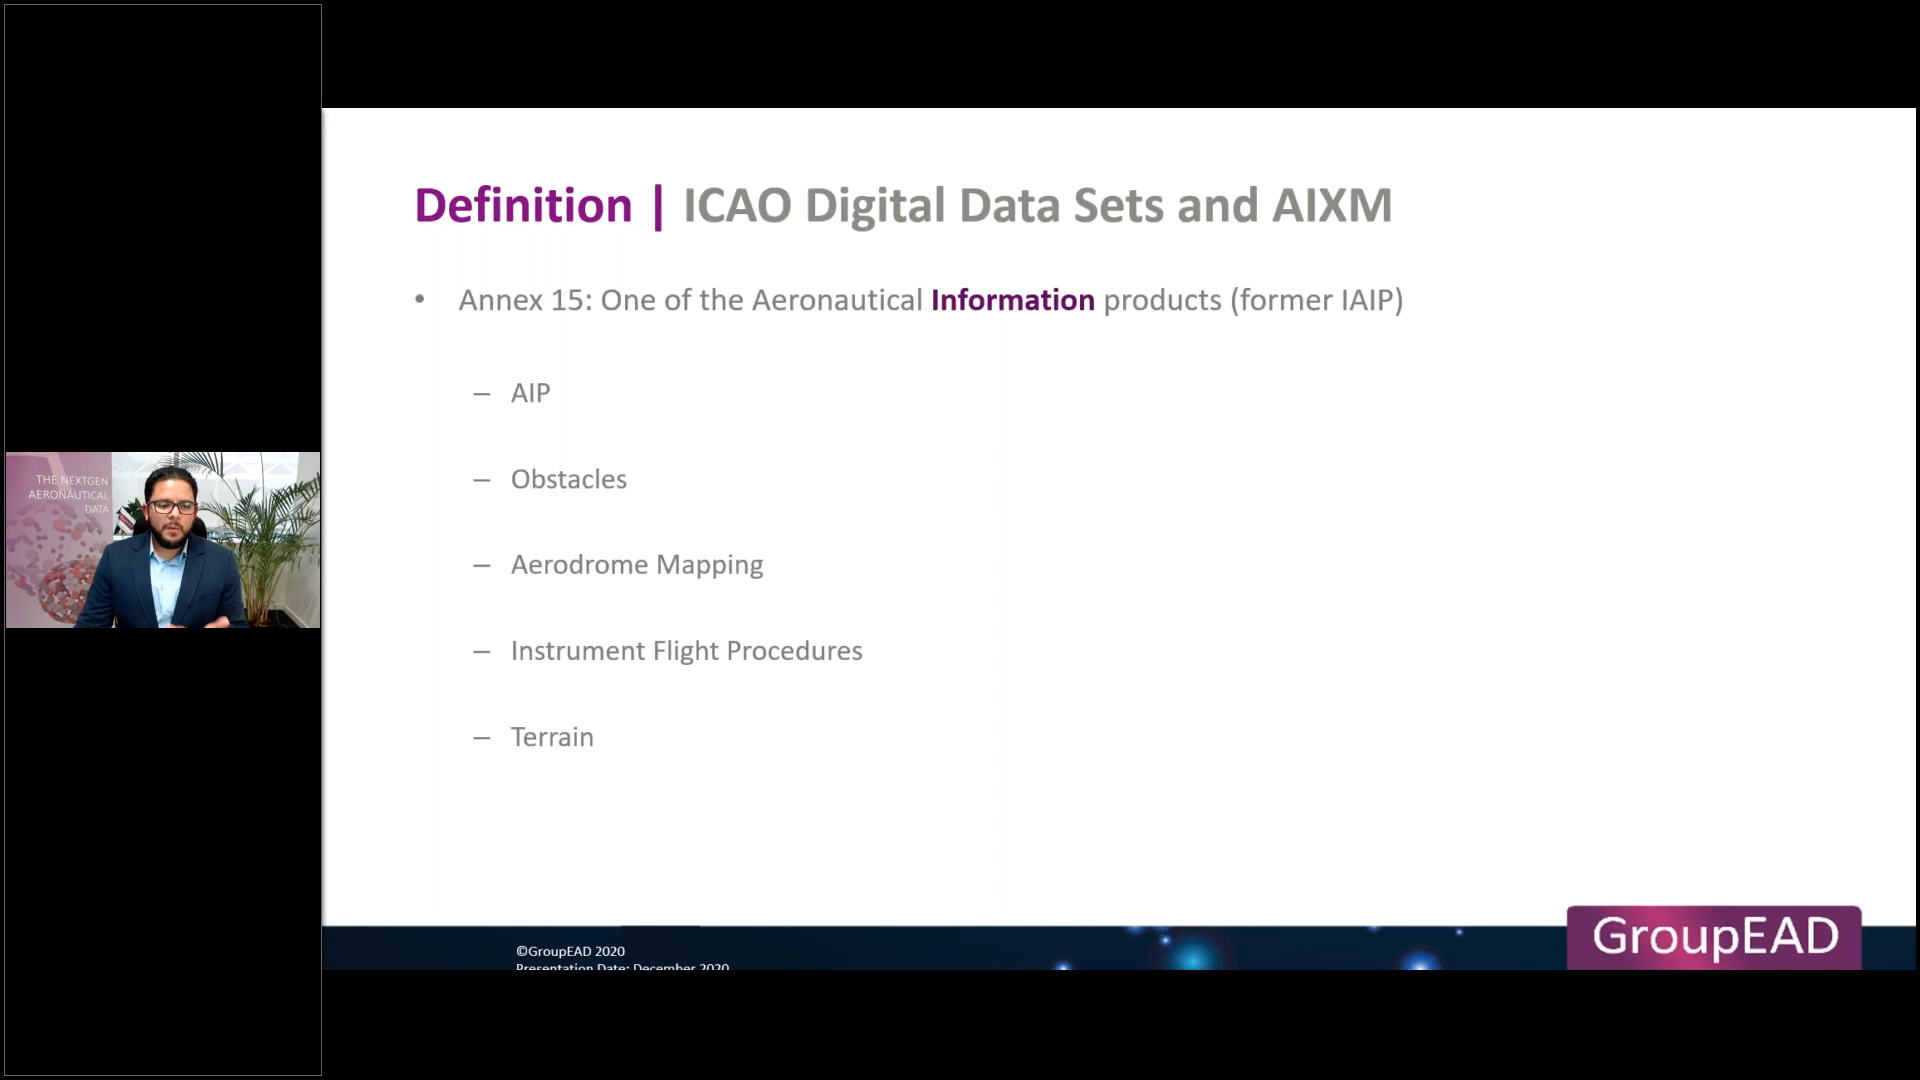 THE NEXTGEN
AERONAUTICAL
DATA
Definition | ICAO Digital Data Sets and AIXM
• Annex 15: One of the Aeronautical Information products (former IAIP)
– AIP
– Obstacles
– Aerodrome Mapping
– Instrument Flight Procedures
– Terrain
©GroupEAD 2020
Presentation Date: December 2020
GroupEAD